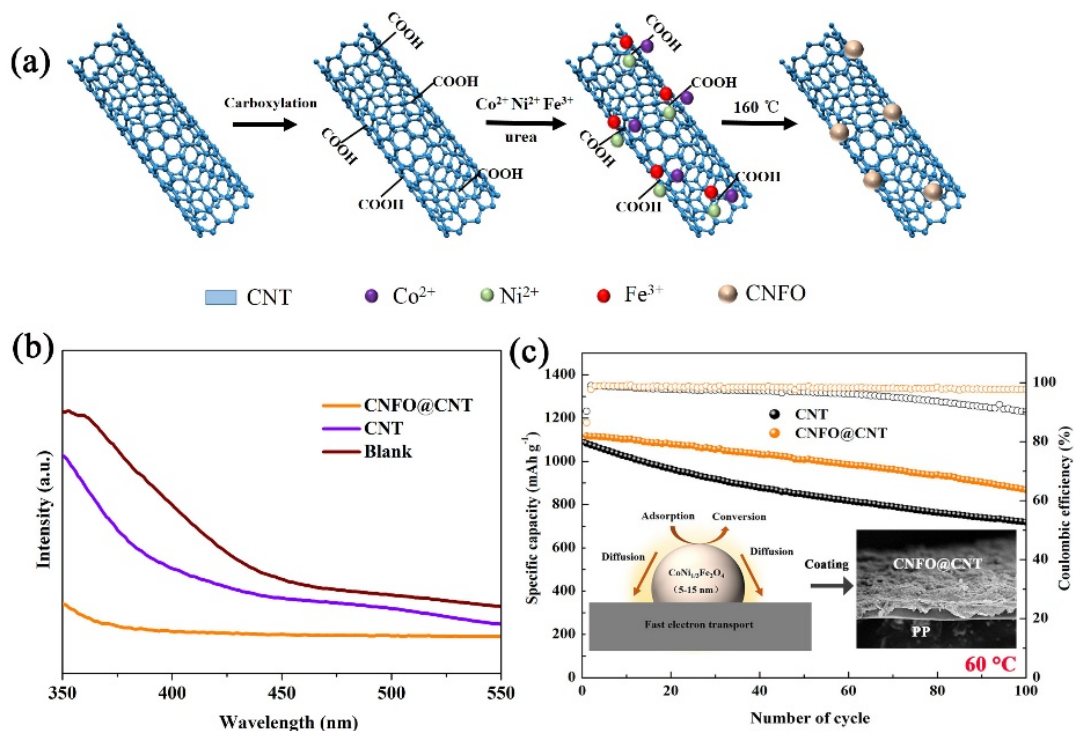 (a)
COOH
COOH
COOH
COOH
COOH
Carboxylation
Co²⁺ Ni²⁺ Fe³⁺
urea
COOH
COOH
COOH
COOH
COOH
160 ℃
CNT
Co²⁺
Ni²⁺
Fe³⁺
CNFO
(b)
CNFO@CNT
CNT
Blank
Intensity (a.u.)
350
400
450
500
550
Wavelength (nm)
(c)
1400
1200
1000
800
600
400
200
0
Specific capacity (mAh g⁻¹)
CNT
CNFO@CNT
Adsorption
Conversion
Diffusion
Diffusion
CoNi₁/₂Fe₂O₄
(5-15 nm)
Fast electron transport
Coating
CNFO@CNT
PP
60 °C
100
80
60
40
20
0
Coulombic efficiency (%)
0
20
40
60
80
100
Number of cycle